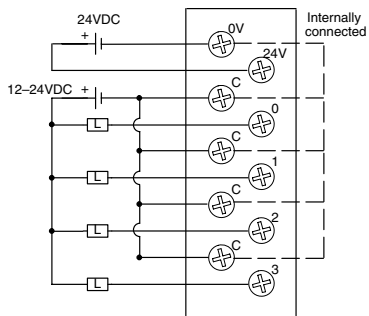 24VDC
Internally
connected
+
0V
24V
12–24VDC
+
C
0
L
C
1
L
C
2
L
C
3
L